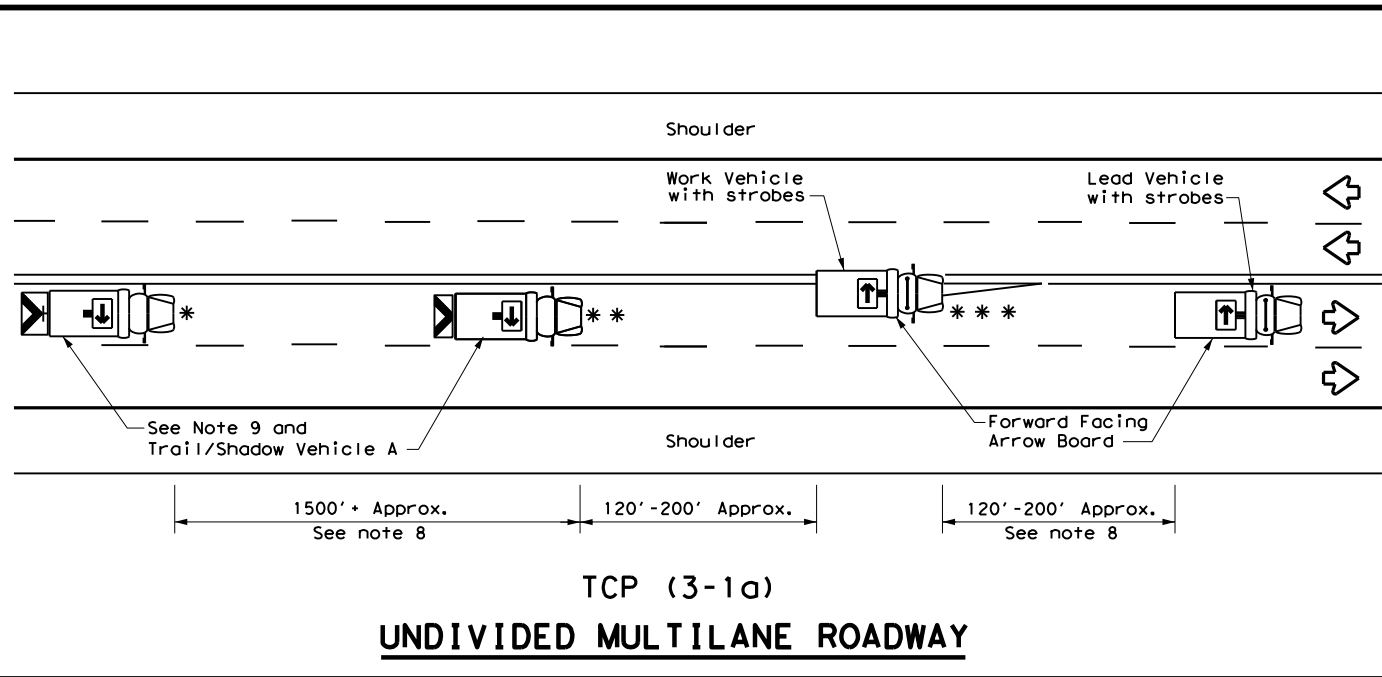 Shoulder
Work Vehicle
with strobes
Lead Vehicle
with strobes
*
* *
* * *
See Note 9 and
Trail/Shadow Vehicle A
Shoulder
Forward Facing
Arrow Board
1500'+ Approx.
See note 8
120'-200' Approx.
120'-200' Approx.
See note 8
TCP (3-1a)
UNDIVIDED MULTILANE ROADWAY